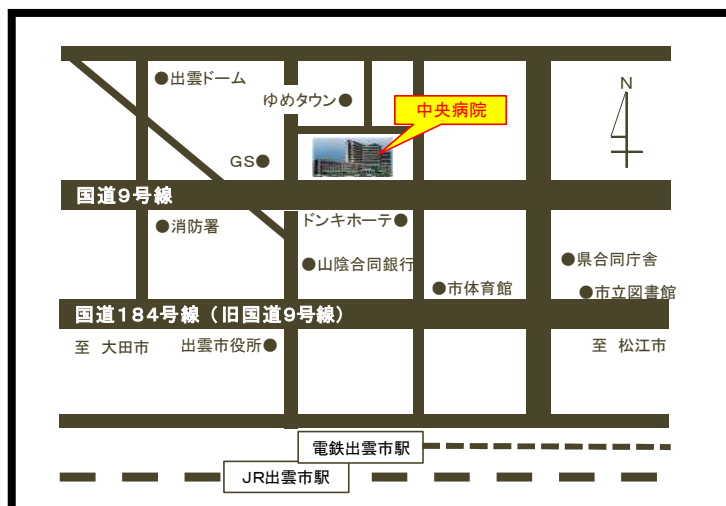 ●出雲ドーム
N
ゆめタウン●
中央病院
GS●
国道9号線
●消防署
ドンキホーテ●
●山陰合同銀行
●県合同庁舎
●市体育館
●市立図書館
国道184号線（旧国道9号線）
至 大田市
出雲市役所●
至 松江市
電鉄出雲市駅
JR出雲市駅